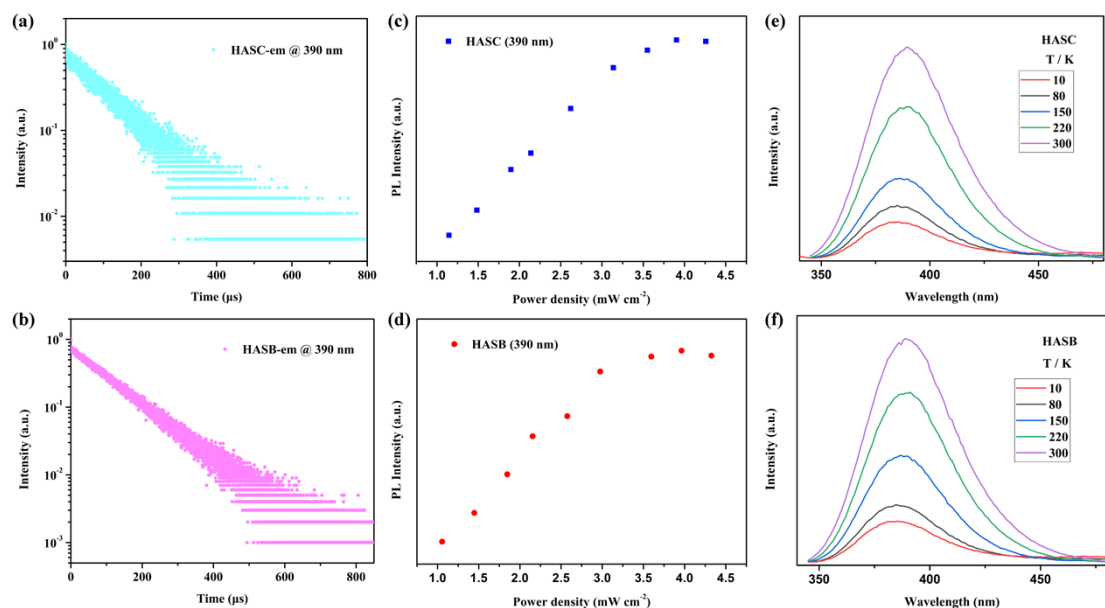 (a)
10⁰
10⁻¹
10⁻²
Intensity (a.u.)
HASC-em @ 390 nm
0
200
400
600
800
Time (μs)
(c)
PL Intensity (a.u.)
HASC (390 nm)
1.0
1.5
2.0
2.5
3.0
3.5
4.0
4.5
Power density (mW cm⁻²)
(e)
Intensity (a.u.)
HASC
T / K
10
80
150
220
300
350
400
450
Wavelength (nm)
(b)
10⁰
10⁻¹
10⁻²
10⁻³
Intensity (a.u.)
HASB-em @ 390 nm
0
200
400
600
800
Time (μs)
(d)
PL Intensity (a.u.)
HASB (390 nm)
1.0
1.5
2.0
2.5
3.0
3.5
4.0
4.5
Power density (mW cm⁻²)
(f)
Intensity (a.u.)
HASB
T / K
10
80
150
220
300
350
400
450
Wavelength (nm)